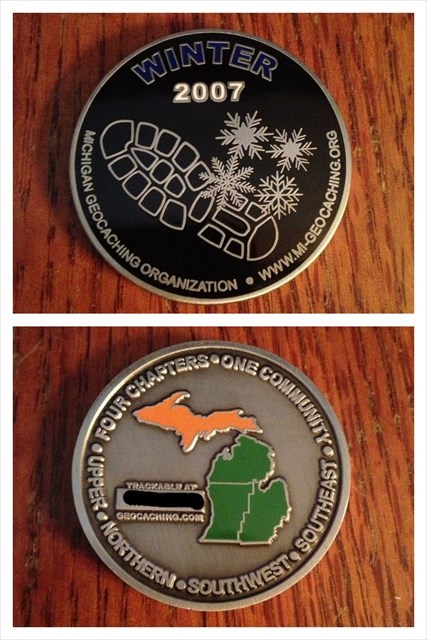 WINTER
2007
MICHIGAN GEOCACHING ORGANIZATION • WWW.MI-GEOCACHING.ORG
FOUR CHAPTERS • ONE COMMUNITY •
UPPER • NORTHERN • SOUTHWEST • SOUTHEAST
TRACKABLE AT
GEOCACHING.COM